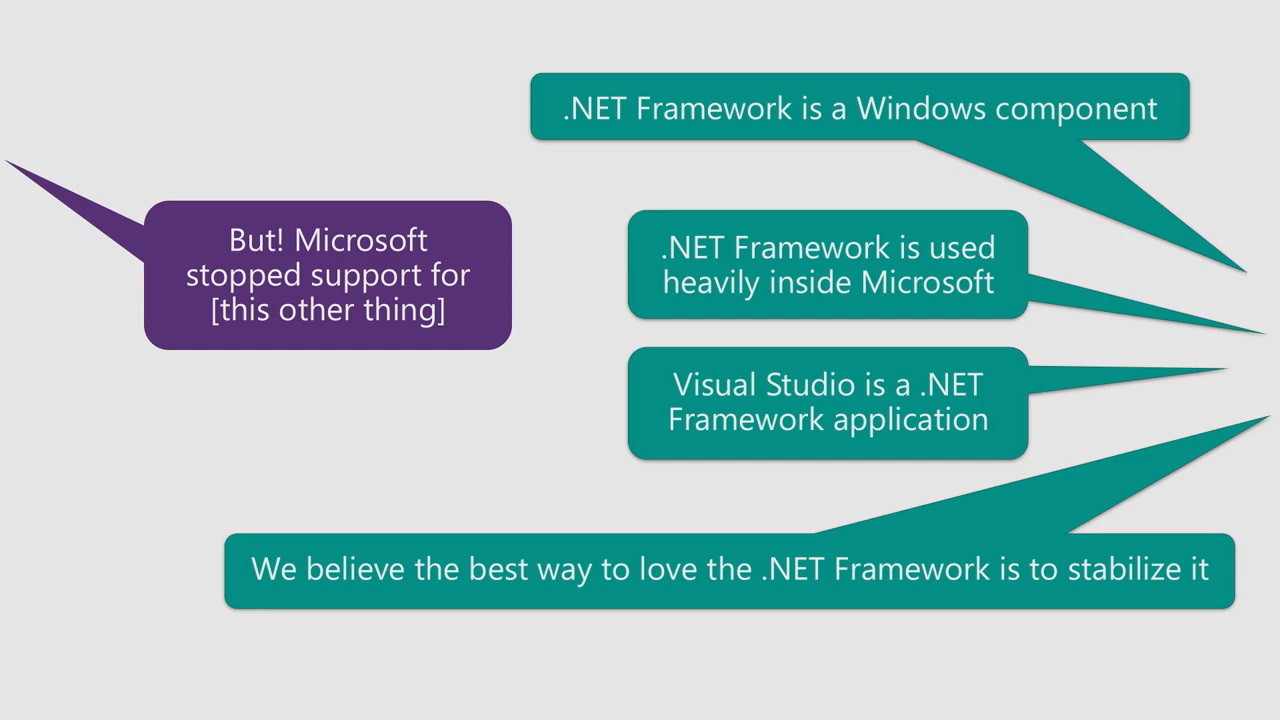 .NET Framework is a Windows component
But! Microsoft
stopped support for
[this other thing]
.NET Framework is used
heavily inside Microsoft
Visual Studio is a .NET
Framework application
We believe the best way to love the .NET Framework is to stabilize it